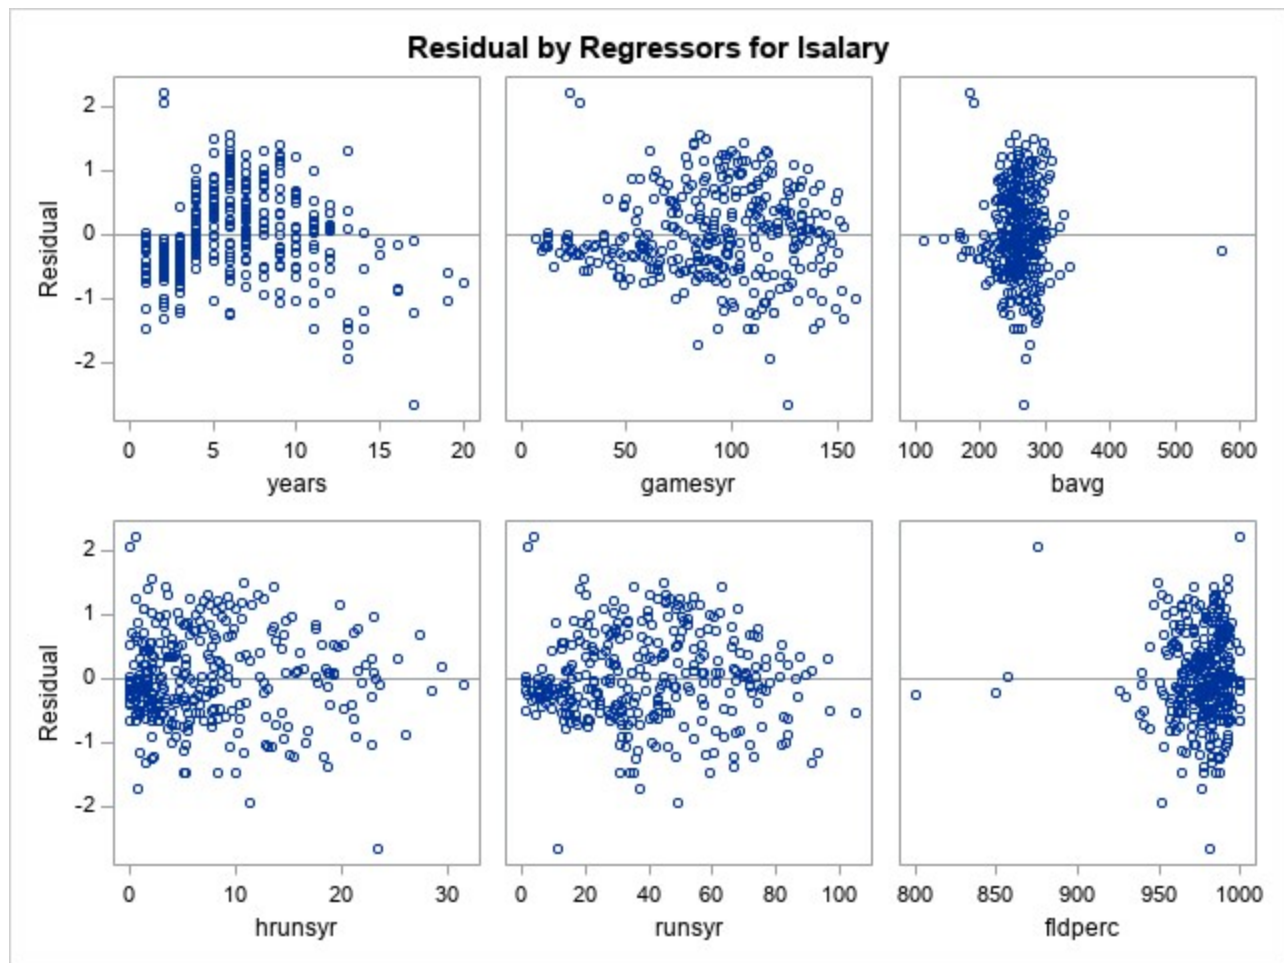 Residual by Regressors for lsalary
2
1
0
-1
-2
Residual
0 5 10 15 20
0 50 100 150
100 200 300 400 500 600
years
gamesyr
bavg
2
1
0
-1
-2
Residual
0 10 20 30
0 20 40 60 80 100
800 850 900 950 1000
hrunsyr
runsyr
fldperc